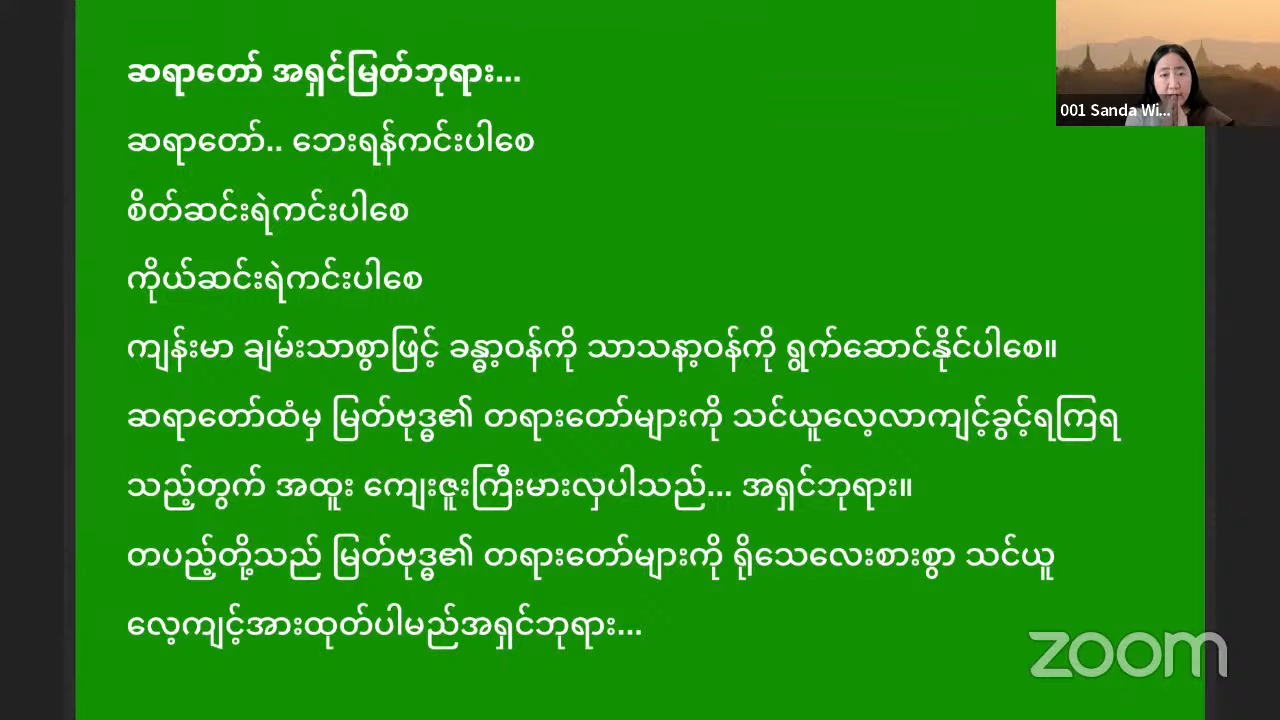 ဆရာတော် အရှင်မြတ်ဘုရား...
ဆရာတော်.. ဘေးရန်ကင်းပါစေ
စိတ်ဆင်းရဲကင်းပါစေ
ကိုယ်ဆင်းရဲကင်းပါစေ
ကျန်းမာ ချမ်းသာစွာဖြင့် ခန္ဓာ့ဝန်ကို သာသနာ့ဝန်ကို ရွက်ဆောင်နိုင်ပါစေ။
ဆရာတော်ထံမှ မြတ်ဗုဒ္ဓ၏ တရားတော်များကို သင်ယူလေ့လာကျင့်ခွင့်ရကြရ
သည့်တွက် အထူး ကျေးဇူးကြီးမားလှပါသည်... အရှင်ဘုရား။
တပည့်တို့သည် မြတ်ဗုဒ္ဓ၏ တရားတော်များကို ရိုသေလေးစားစွာ သင်ယူ
လေ့ကျင့်အားထုတ်ပါမည်အရှင်ဘုရား...
001 Sanda Wi...
zoom